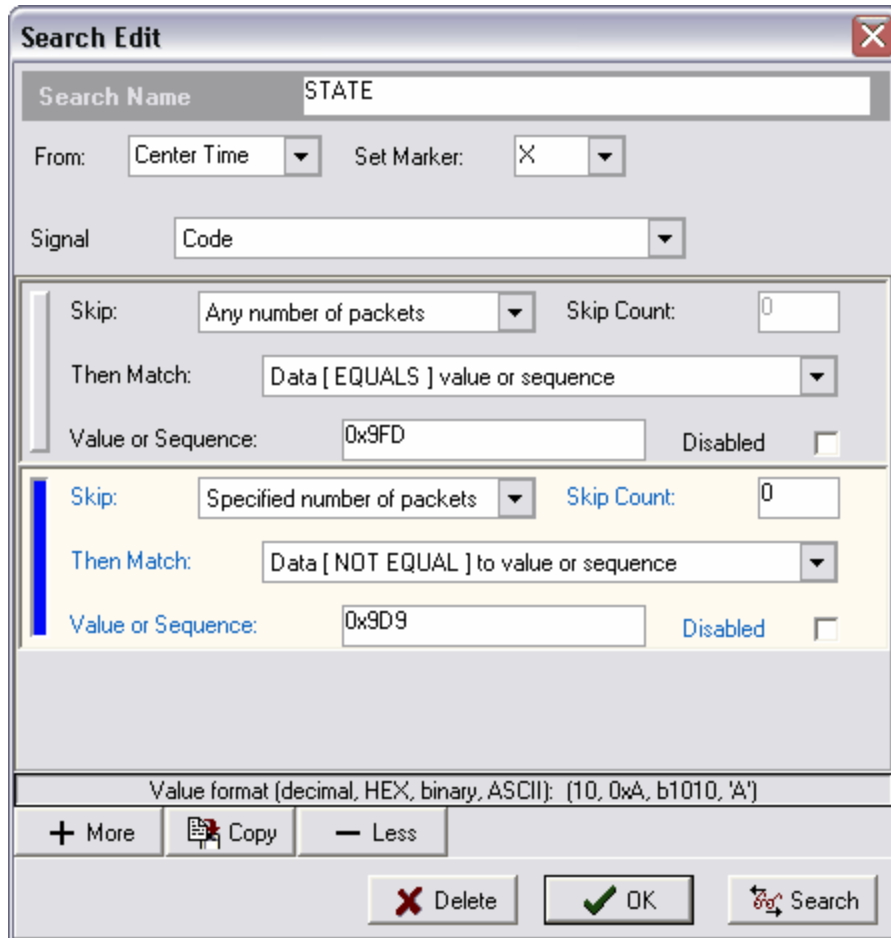 Search Edit
Search Name STATE
From: Center Time Set Marker: X
Signal Code
Skip: Any number of packets Skip Count: 0
Then Match: Data [ EQUALS ] value or sequence
Value or Sequence: 0x9FD Disabled
Skip: Specified number of packets Skip Count: 0
Then Match: Data [ NOT EQUAL ] to value or sequence
Value or Sequence: 0x9D9 Disabled
Value format (decimal, HEX, binary, ASCII): (10, 0xA, b1010, 'A')
+ More Copy — Less
Delete OK Search